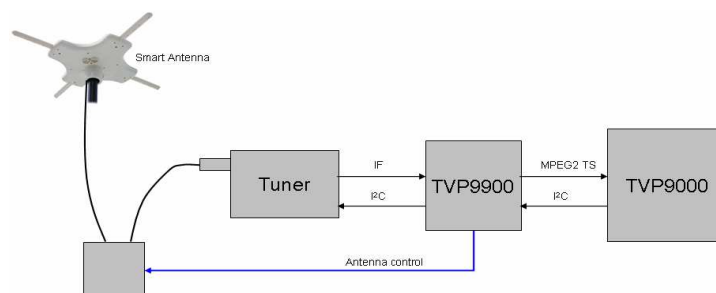 Smart Antenna
IF
MPEG2 TS
Tuner
TVP9900
TVP9000
I²C
I²C
Antenna control